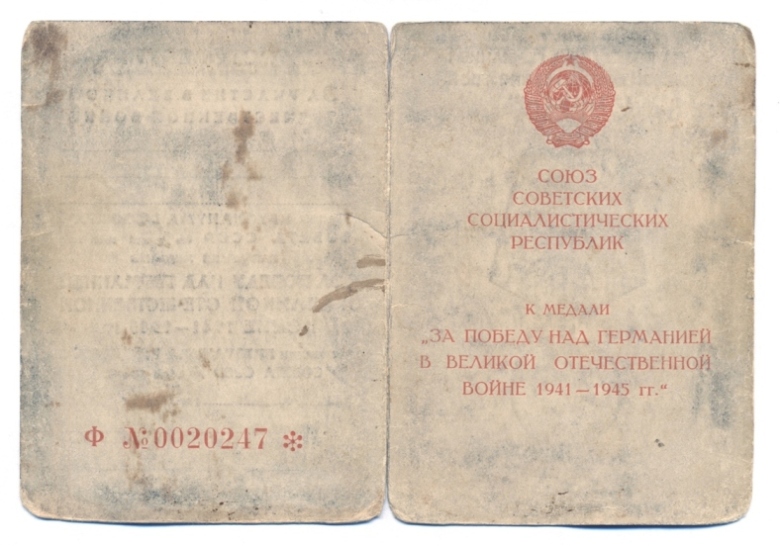 Ф №0020247 *
СОЮЗ
СОВЕТСКИХ
СОЦИАЛИСТИЧЕСКИХ
РЕСПУБЛИК
К МЕДАЛИ
„ЗА ПОБЕДУ НАД ГЕРМАНИЕЙ
В ВЕЛИКОЙ ОТЕЧЕСТВЕННОЙ
ВОЙНЕ 1941—1945 гг.“